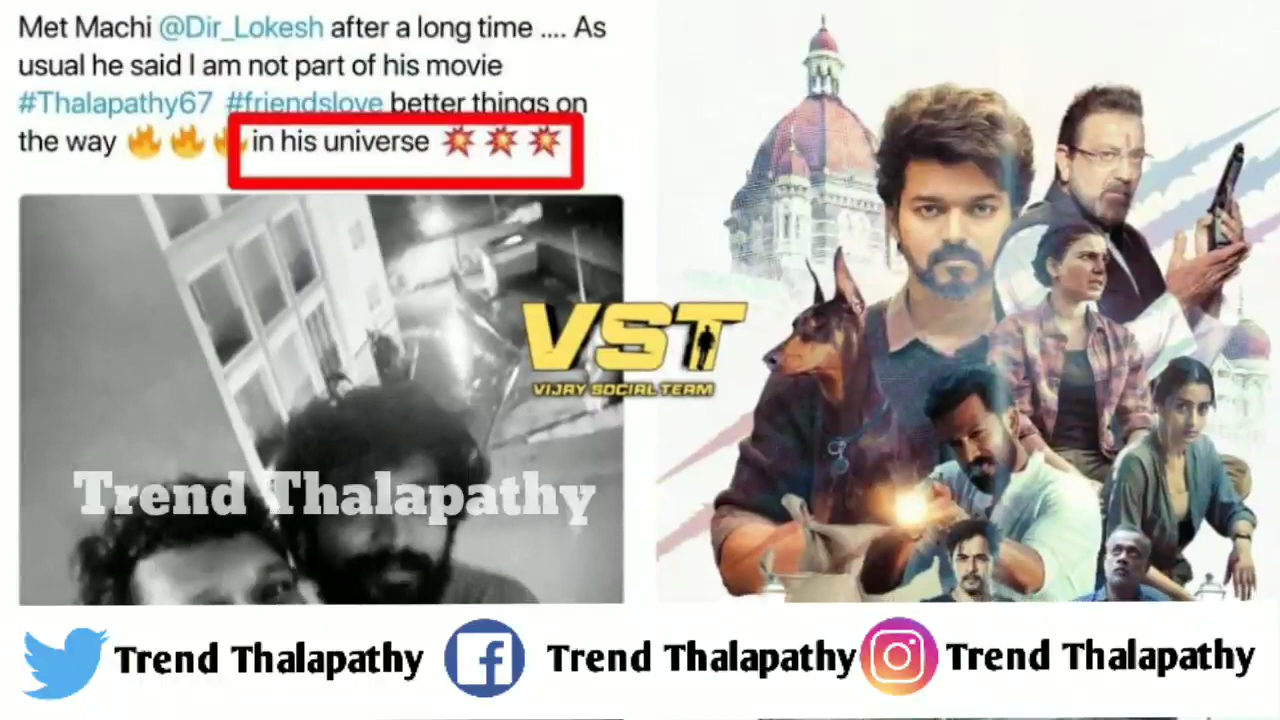 Met Machi @Dir_Lokesh after a long time .... As
usual he said I am not part of his movie
#Thalapathy67 #friendslove better things on
the way 🔥🔥🔥 in his universe 💥💥💥
VST
VIJAY SOCIAL TEAM
Trend Thalapathy
Trend Thalapathy
Trend Thalapathy
Trend Thalapathy